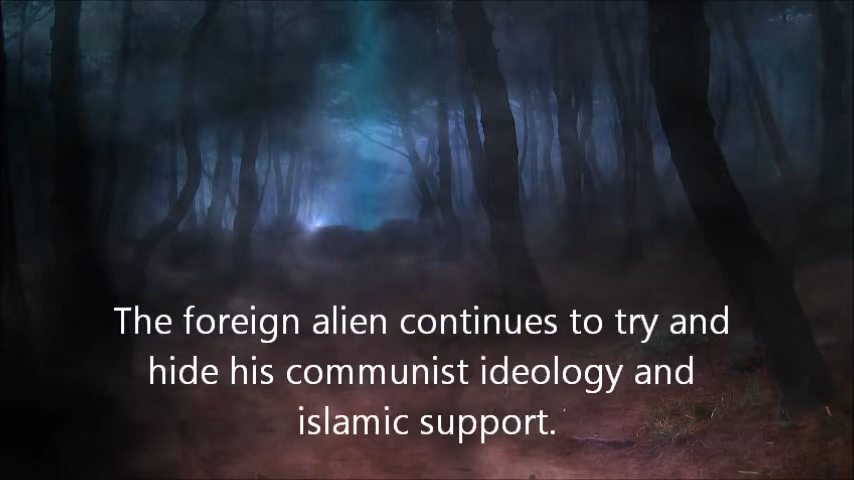 The foreign alien continues to try and
hide his communist ideology and
islamic support.